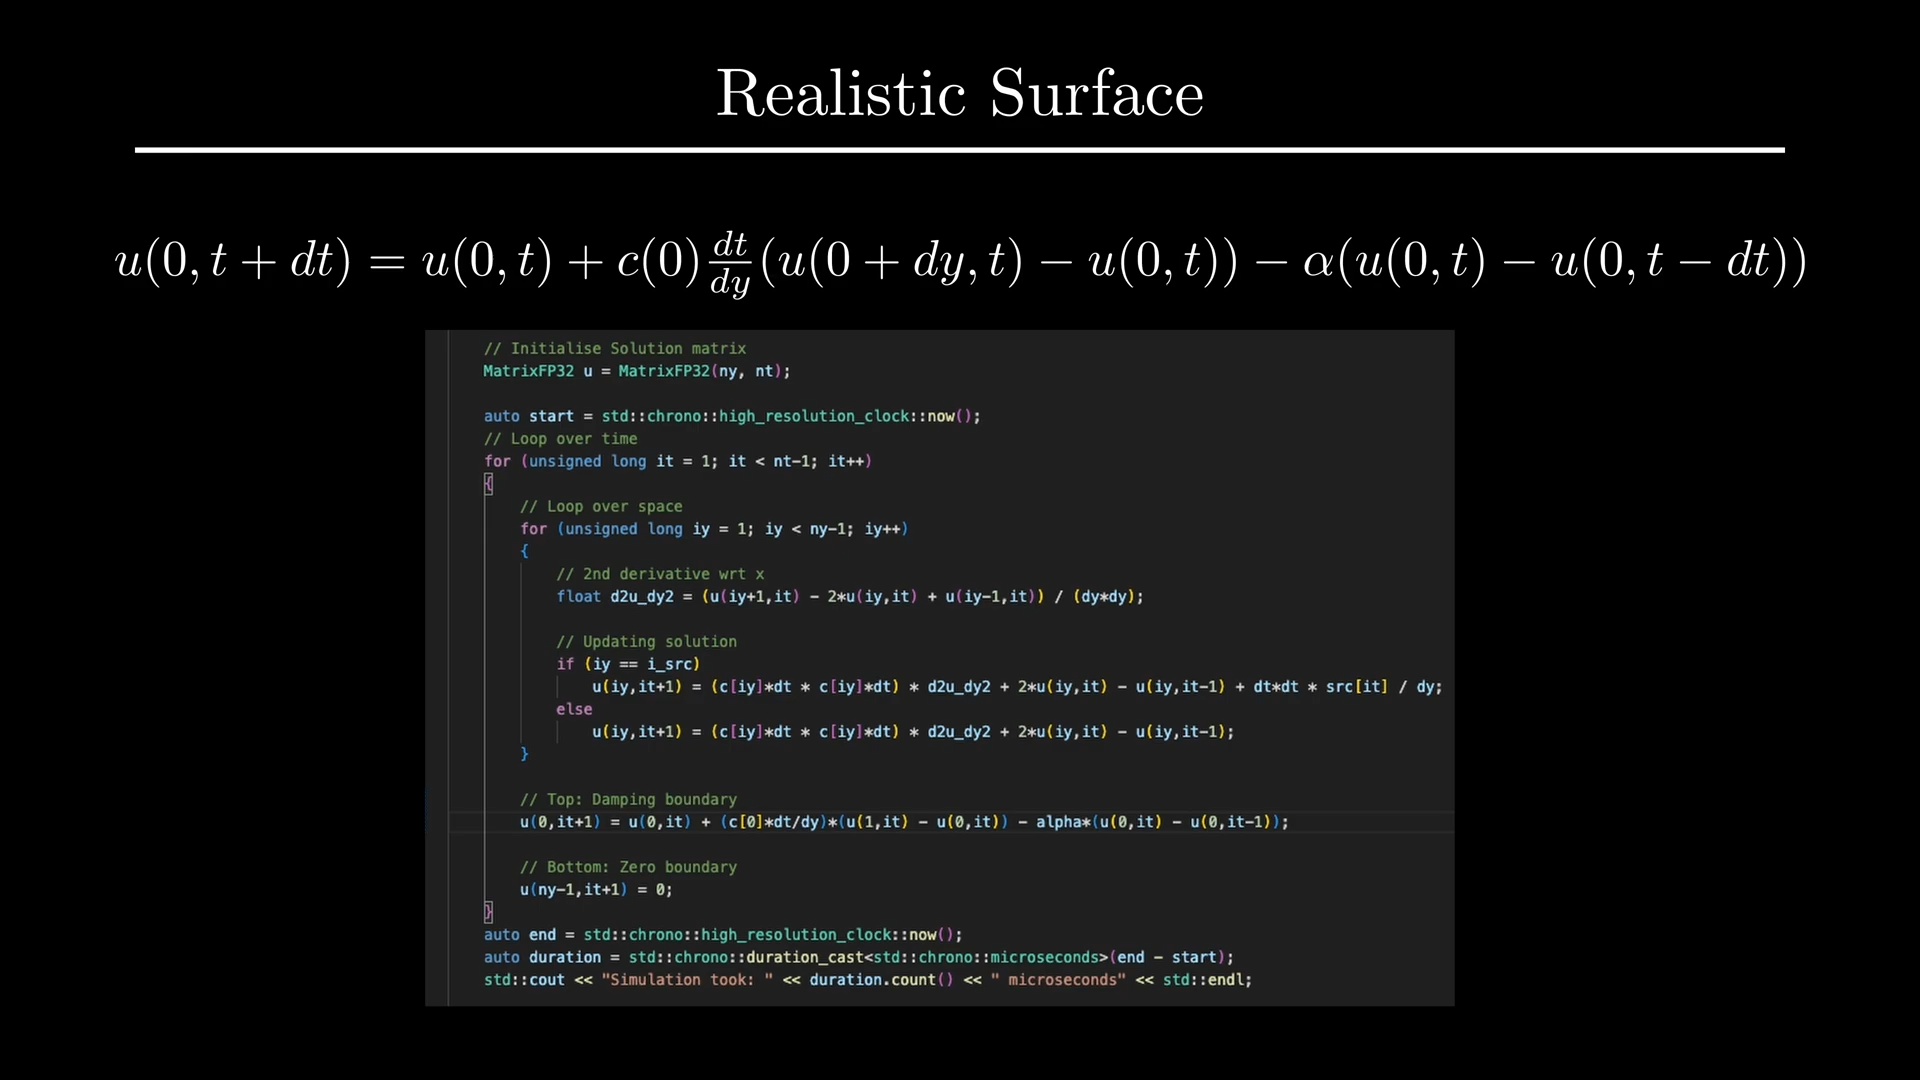 Realistic Surface
u(0, t + dt) = u(0, t) + c(0) dt/dy (u(0 + dy, t) − u(0, t)) − α(u(0, t) − u(0, t − dt))
// Initialise Solution matrix
MatrixFP32 u = MatrixFP32(ny, nt);
auto start = std::chrono::high_resolution_clock::now();
// Loop over time
for (unsigned long it = 1; it < nt-1; it++)
{
// Loop over space
for (unsigned long iy = 1; iy < ny-1; iy++)
{
// 2nd derivative wrt x
float d2u_dy2 = (u(iy+1,it) - 2*u(iy,it) + u(iy-1,it)) / (dy*dy);
// Updating solution
if (iy == i_src)
u(iy,it+1) = (c[iy]*dt * c[iy]*dt) * d2u_dy2 + 2*u(iy,it) - u(iy,it-1) + dt*dt * src[it] / dy;
else
u(iy,it+1) = (c[iy]*dt * c[iy]*dt) * d2u_dy2 + 2*u(iy,it) - u(iy,it-1);
}
// Top: Damping boundary
u(0,it+1) = u(0,it) + (c[0]*dt/dy)*(u(1,it) - u(0,it)) - alpha*(u(0,it) - u(0,it-1));
// Bottom: Zero boundary
u(ny-1,it+1) = 0;
}
auto end = std::chrono::high_resolution_clock::now();
auto duration = std::chrono::duration_cast<std::chrono::microseconds>(end - start);
std::cout << "Simulation took: " << duration.count() << " microseconds" << std::endl;